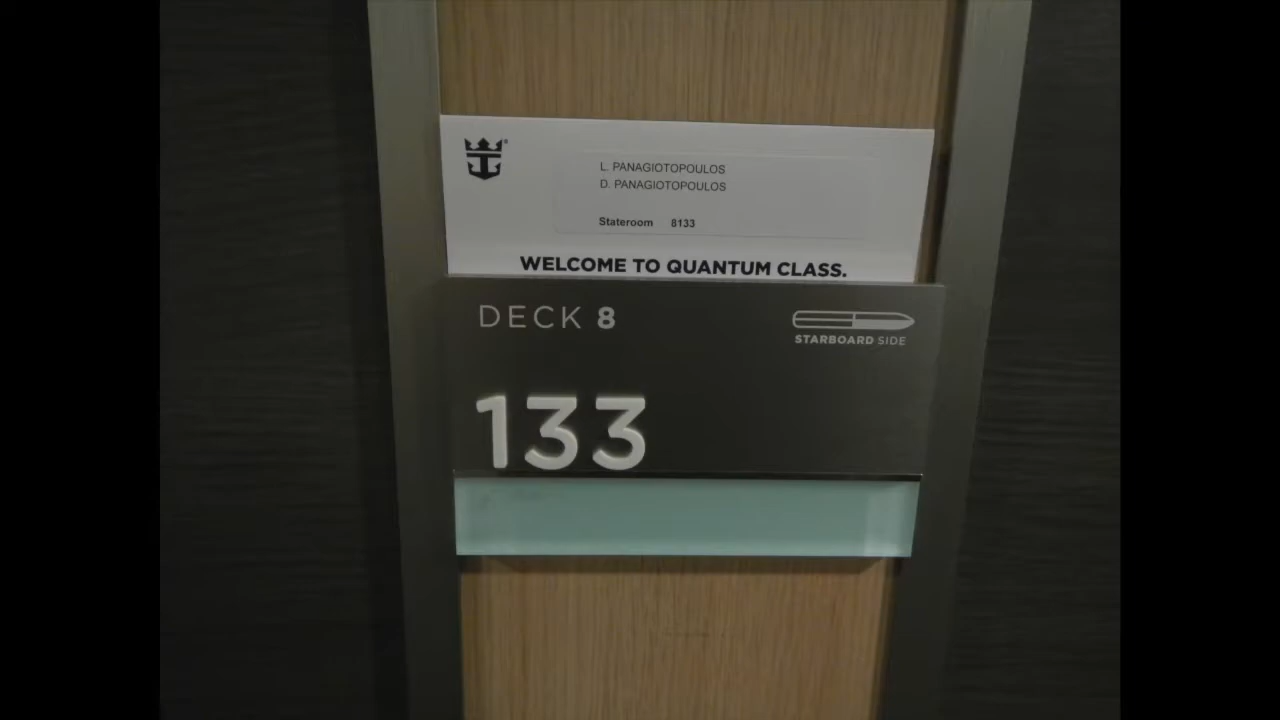 L. PANAGIOTOPOULOS
D. PANAGIOTOPOULOS
Stateroom 8133
WELCOME TO QUANTUM CLASS.
DECK 8
STARBOARD SIDE
133